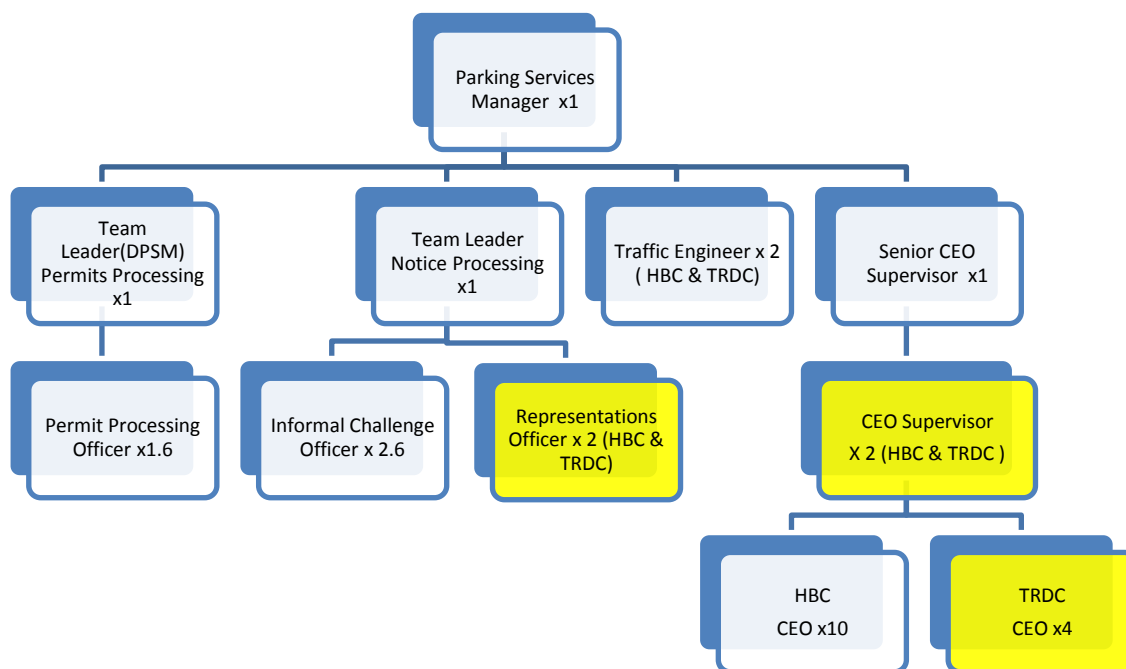 Parking Services
Manager x1
Team
Leader(DPSM)
Permits Processing
x1
Team Leader
Notice Processing
x1
Traffic Engineer x 2
( HBC & TRDC)
Senior CEO
Supervisor x1
Permit Processing
Officer x1.6
Informal Challenge
Officer x 2.6
Representations
Officer x 2 (HBC &
TRDC)
CEO Supervisor
X 2 (HBC & TRDC )
HBC
CEO x10
TRDC
CEO x4